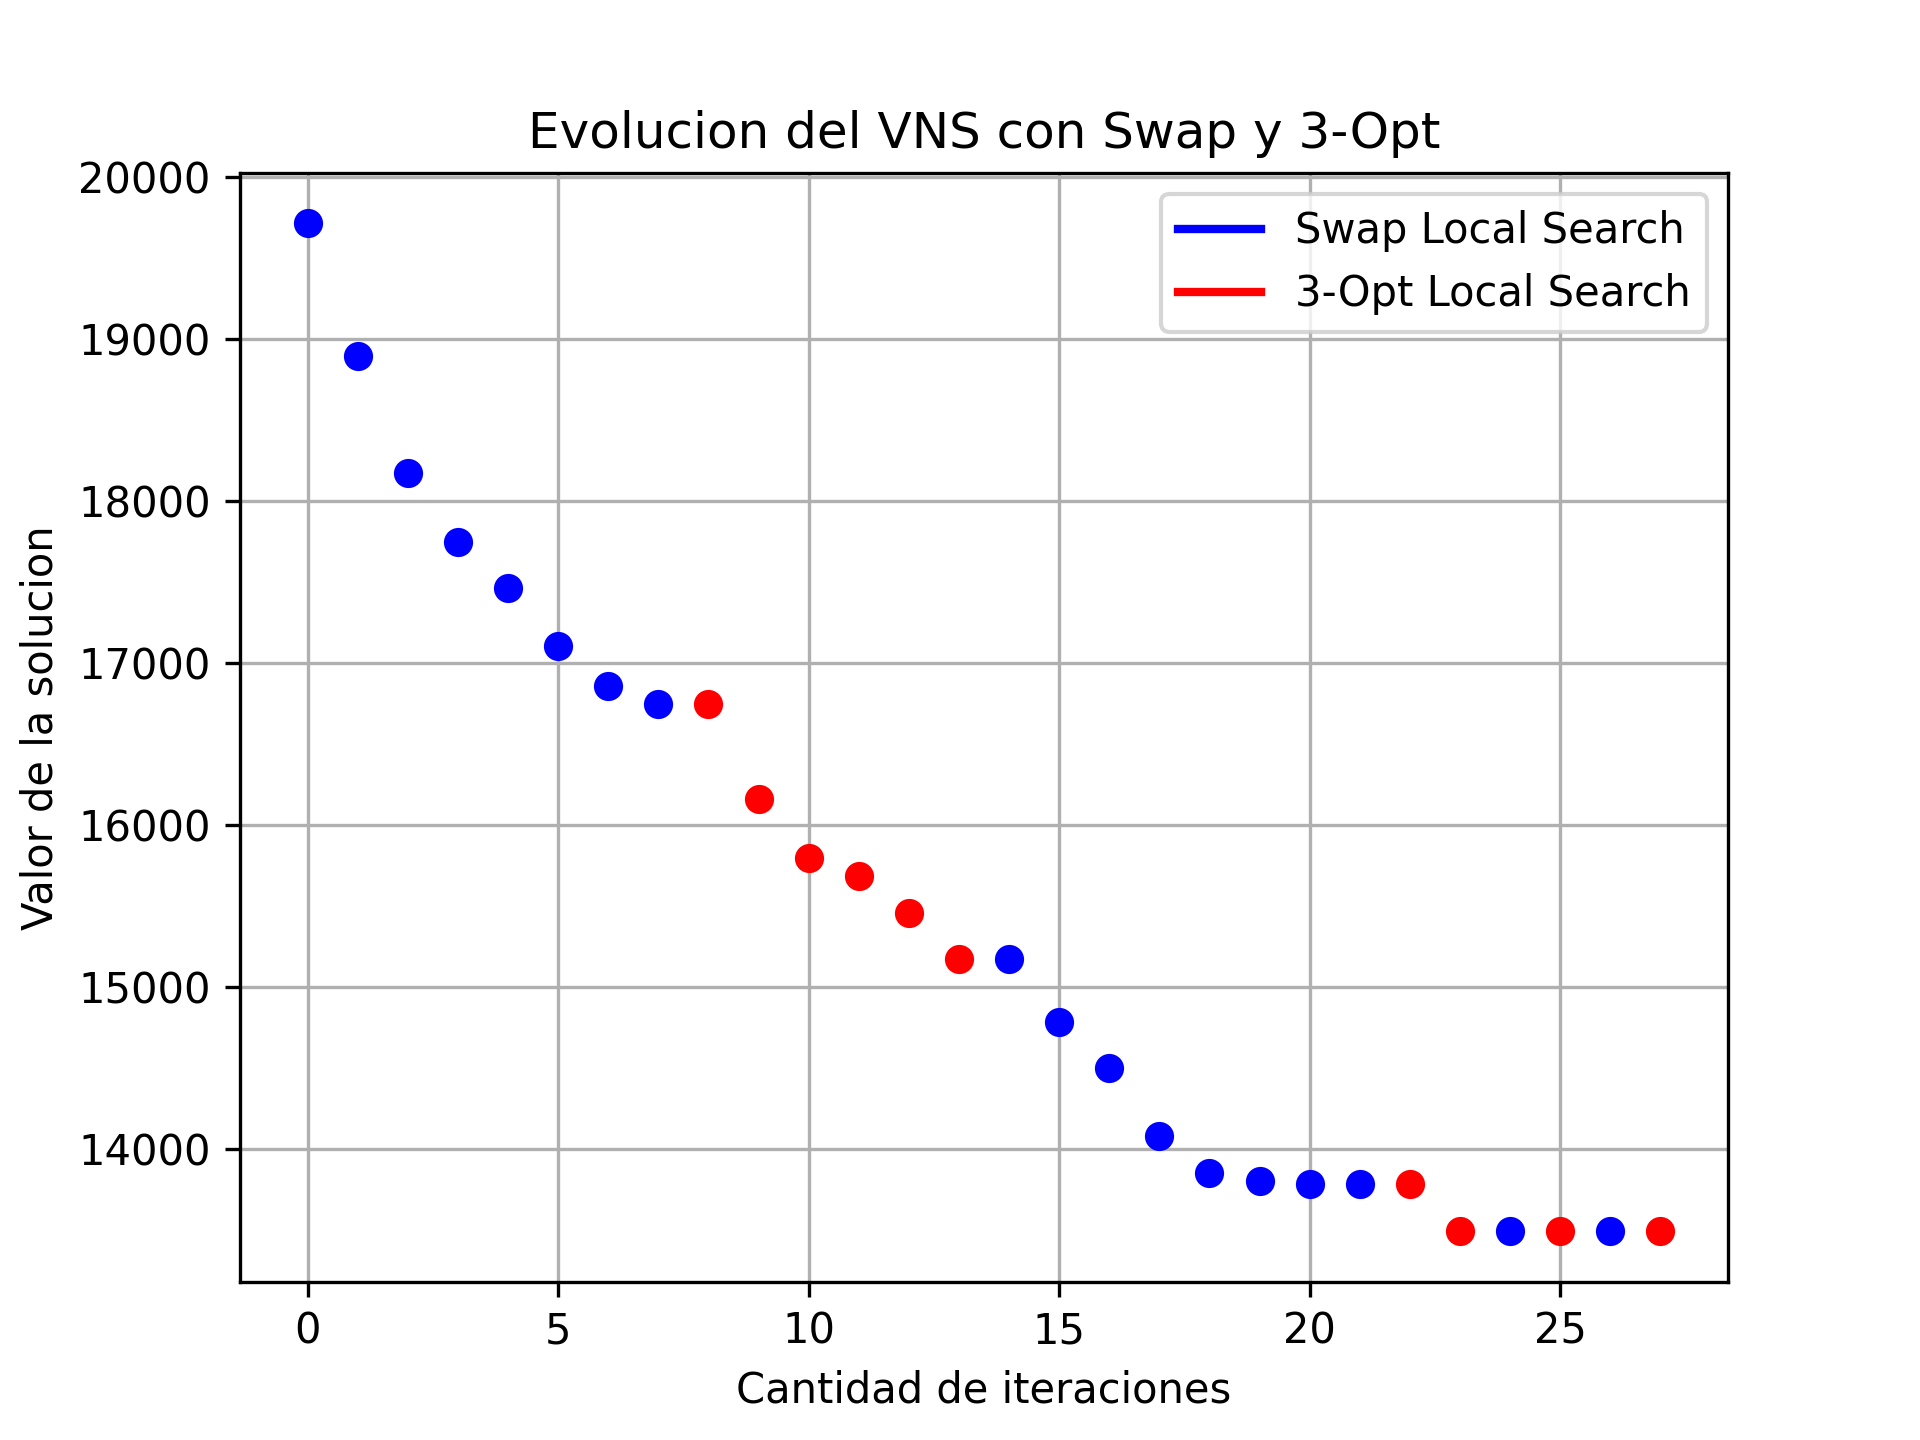 Evolucion del VNS con Swap y 3-Opt
Swap Local Search
3-Opt Local Search
Valor de la solucion
20000
19000
18000
17000
16000
15000
14000
0 5 10 15 20 25
Cantidad de iteraciones